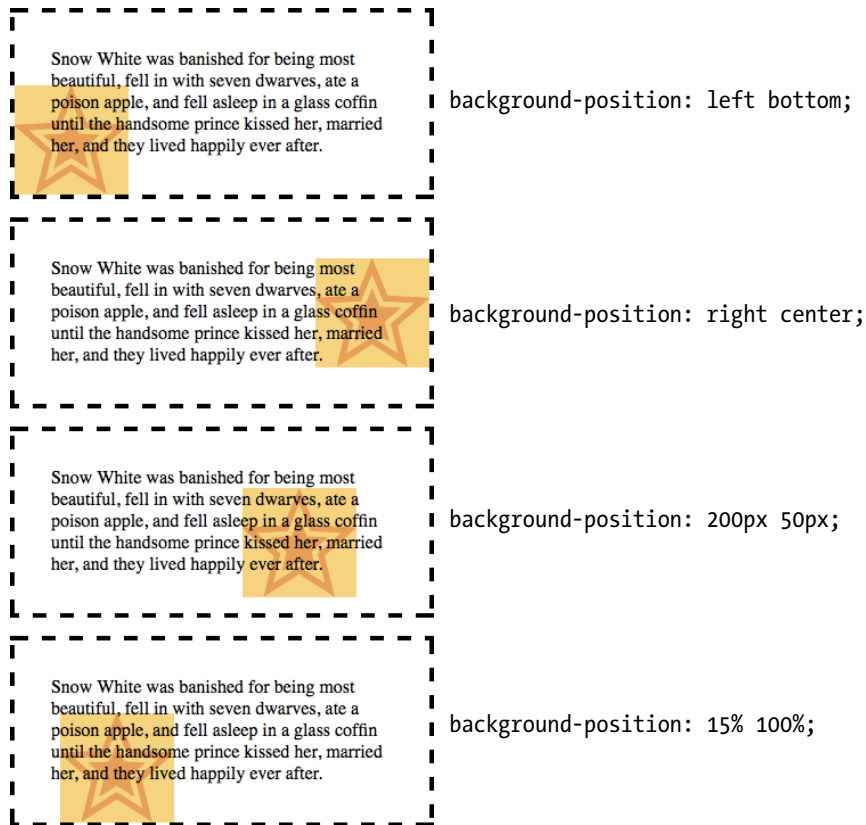 Snow White was banished for being most
beautiful, fell in with seven dwarves, ate a
poison apple, and fell asleep in a glass coffin
until the handsome prince kissed her, married
her, and they lived happily ever after.
background-position: left bottom;
Snow White was banished for being most
beautiful, fell in with seven dwarves, ate a
poison apple, and fell asleep in a glass coffin
until the handsome prince kissed her, married
her, and they lived happily ever after.
background-position: right center;
Snow White was banished for being most
beautiful, fell in with seven dwarves, ate a
poison apple, and fell asleep in a glass coffin
until the handsome prince kissed her, married
her, and they lived happily ever after.
background-position: 200px 50px;
Snow White was banished for being most
beautiful, fell in with seven dwarves, ate a
poison apple, and fell asleep in a glass coffin
until the handsome prince kissed her, married
her, and they lived happily ever after.
background-position: 15% 100%;